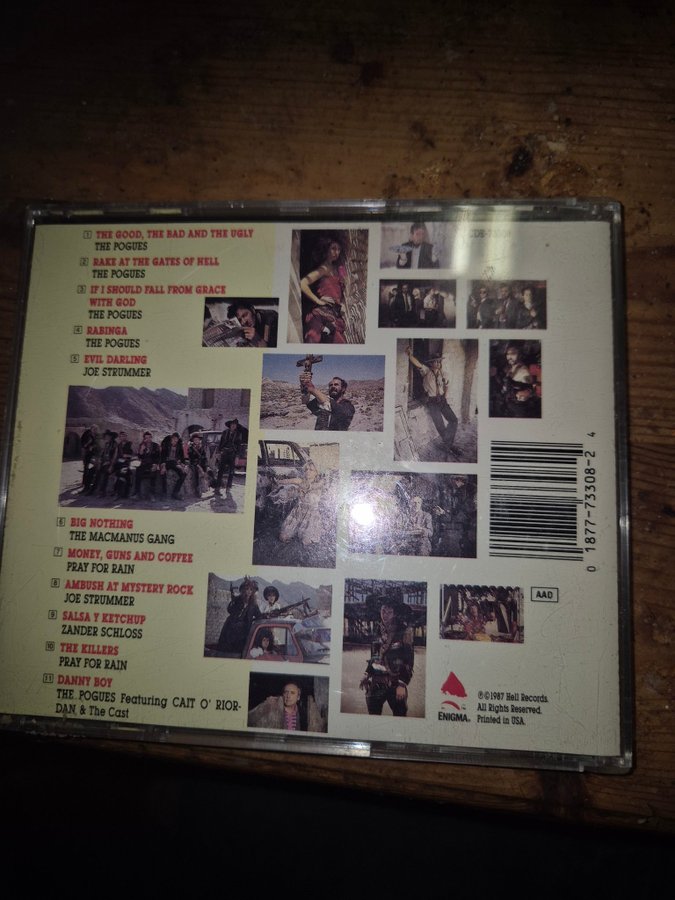 1 THE GOOD, THE BAD AND THE UGLY
THE POGUES
2 RAKE AT THE GATES OF HELL
THE POGUES
3 IF I SHOULD FALL FROM GRACE
WITH GOD
THE POGUES
4 RABINGA
THE POGUES
5 EVIL DARLING
JOE STRUMMER
6 BIG NOTHING
THE MACMANUS GANG
7 MONEY, GUNS AND COFFEE
PRAY FOR RAIN
8 AMBUSH AT MYSTERY ROCK
JOE STRUMMER
9 SALSA Y KETCHUP
ZANDER SCHLOSS
10 THE KILLERS
PRAY FOR RAIN
11 DANNY BOY
THE POGUES Featuring CAIT O' RIOR-
DAN & The Cast
0 1877-73308-2 4
AAD
ENIGMA.
℗©1987 Hell Records.
All Rights Reserved.
Printed in USA.